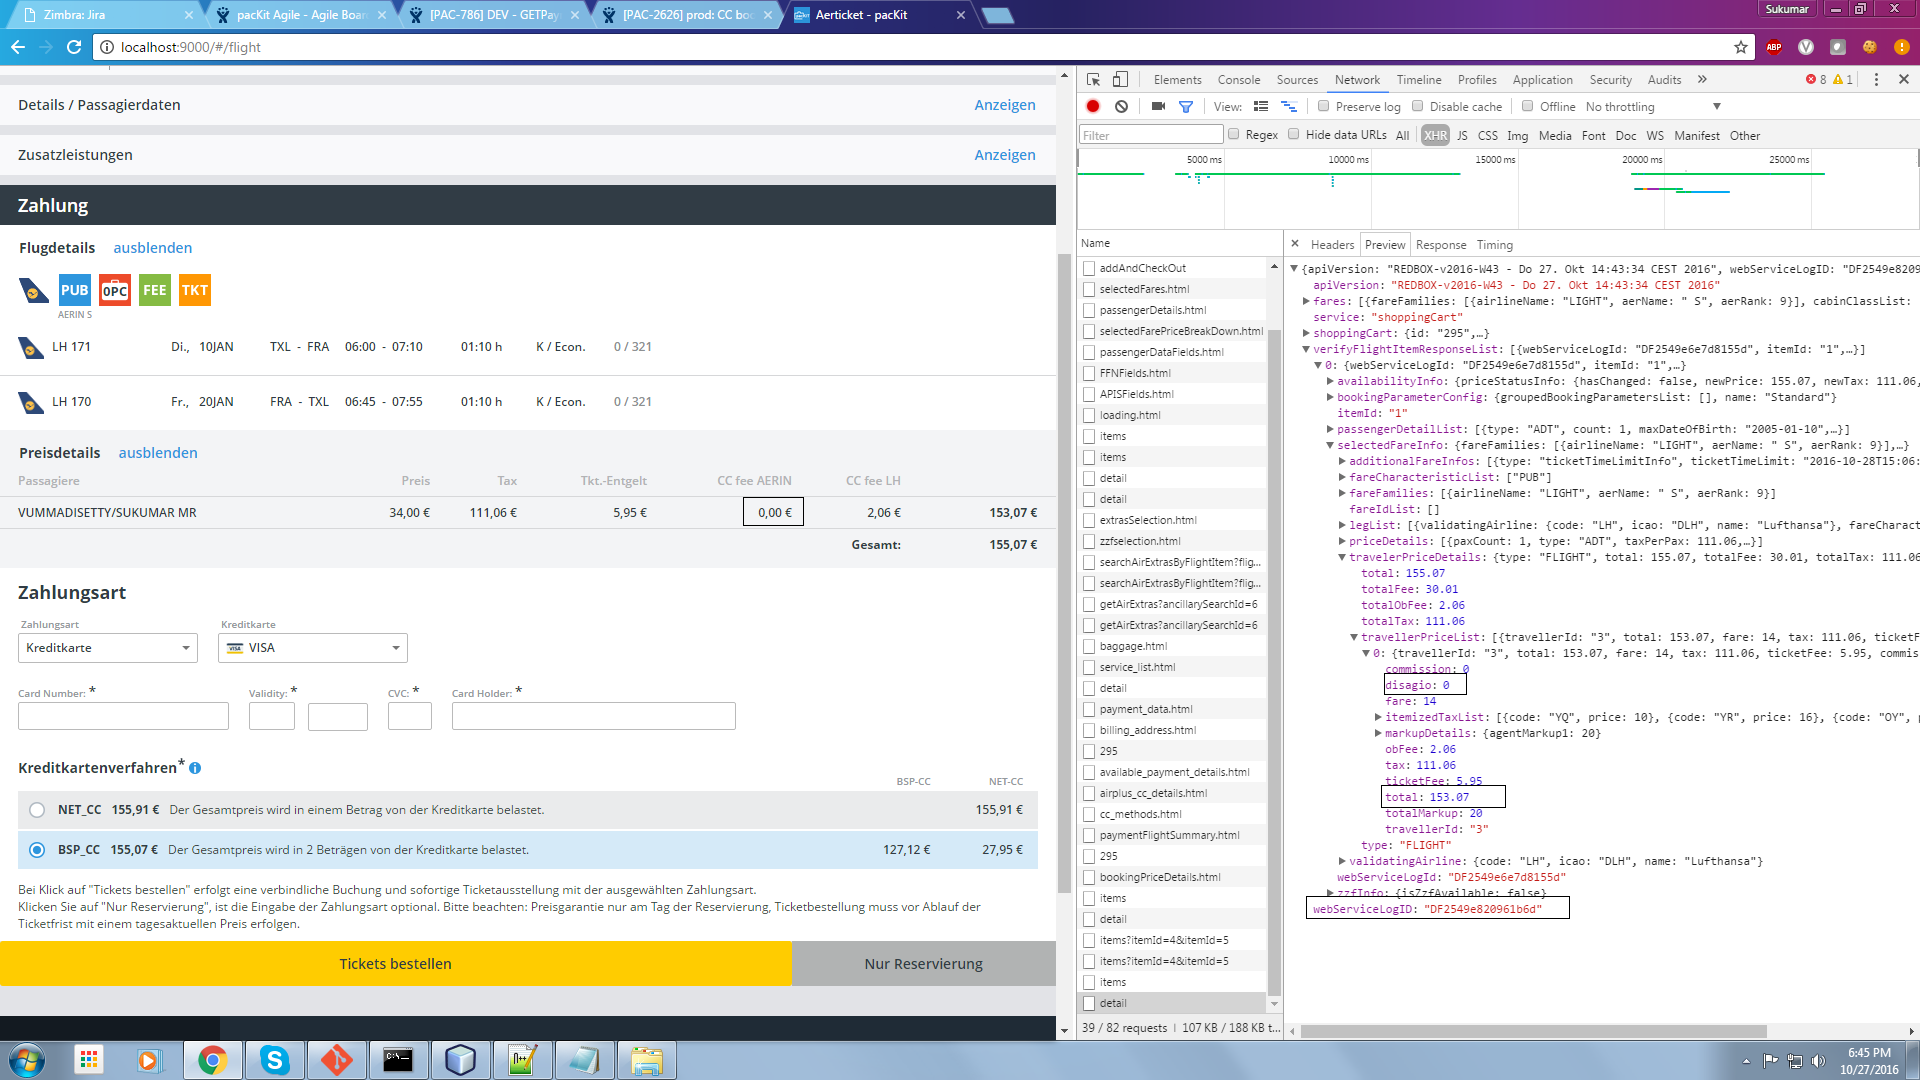 Zimbra: Jira
pacKit Agile - Agile Boar
[PAC-786] DEV - GETPay
[PAC-2626] prod: CC boo
Aerticket - pacKit
Sukumar
localhost:9000/#/flight
ABP
Details / Passagierdaten Anzeigen
Zusatzleistungen Anzeigen
Zahlung
Flugdetails ausblenden
PUB OPC FEE TKT
AERIN S
LH 171 Di., 10JAN TXL - FRA 06:00 - 07:10 01:10 h K / Econ. 0 / 321
LH 170 Fr., 20JAN FRA - TXL 06:45 - 07:55 01:10 h K / Econ. 0 / 321
Preisdetails ausblenden
Passagiere Preis Tax Tkt.-Entgelt CC fee AERIN CC fee LH
VUMMADISETTY/SUKUMAR MR 34,00 € 111,06 € 5,95 € 0,00 € 2,06 € 153,07 €
Gesamt: 155,07 €
Zahlungsart
Zahlungsart Kreditkarte
Kreditkarte VISA VISA
Card Number: * Validity: * CVC: * Card Holder: *
Kreditkartenverfahren*
BSP-CC NET-CC
NET_CC 155,91 € Der Gesamtpreis wird in einem Betrag von der Kreditkarte belastet. 155,91 €
BSP_CC 155,07 € Der Gesamtpreis wird in 2 Beträgen von der Kreditkarte belastet. 127,12 € 27,95 €
Bei Klick auf "Tickets bestellen" erfolgt eine verbindliche Buchung und sofortige Ticketausstellung mit der ausgewählten Zahlungsart.
Klicken Sie auf "Nur Reservierung", ist die Eingabe der Zahlungsart optional. Bitte beachten: Preisgarantie nur am Tag der Reservierung, Ticketbestellung muss vor Ablauf der
Ticketfrist mit einem tagesaktuellen Preis erfolgen.
Tickets bestellen Nur Reservierung
Elements Console Sources Network Timeline Profiles Application Security Audits » 8 1
View: Preserve log Disable cache Offline No throttling
Filter Regex Hide data URLs All XHR JS CSS Img Media Font Doc WS Manifest Other
5000 ms 10000 ms 15000 ms 20000 ms 25000 ms
Name
addAndCheckOut
selectedFares.html
passengerDetails.html
selectedFarePriceBreakDown.html
passengerDataFields.html
FFNFields.html
APISFields.html
loading.html
items
items
detail
detail
extrasSelection.html
zzfselection.html
searchAirExtrasByFlightItem?flig...
searchAirExtrasByFlightItem?flig...
getAirExtras?ancillarySearchId=6
getAirExtras?ancillarySearchId=6
baggage.html
service_list.html
detail
payment_data.html
billing_address.html
295
available_payment_details.html
airplus_cc_details.html
cc_methods.html
paymentFlightSummary.html
295
bookingPriceDetails.html
items
detail
items?itemId=4&itemId=5
items?itemId=4&itemId=5
items
detail
39 / 82 requests | 107 KB / 188 KB t...
Headers Preview Response Timing
{apiVersion: "REDBOX-v2016-W43 - Do 27. Okt 14:43:34 CEST 2016", webServiceLogID: "DF2549e8209
apiVersion: "REDBOX-v2016-W43 - Do 27. Okt 14:43:34 CEST 2016"
fares: [{fareFamilies: [{airlineName: "LIGHT", aerName: " S", aerRank: 9}], cabinClassList:
service: "shoppingCart"
shoppingCart: {id: "295",…}
verifyFlightItemResponseList: [{webServiceLogId: "DF2549e6e7d8155d", itemId: "1",…}]
0: {webServiceLogId: "DF2549e6e7d8155d", itemId: "1",…}
availabilityInfo: {priceStatusInfo: {hasChanged: false, newPrice: 155.07, newTax: 111.06,
bookingParameterConfig: {groupedBookingParametersList: [], name: "Standard"}
itemId: "1"
passengerDetailList: [{type: "ADT", count: 1, maxDateOfBirth: "2005-01-10",…}]
selectedFareInfo: {fareFamilies: [{airlineName: "LIGHT", aerName: " S", aerRank: 9}],…}
additionalFareInfos: [{type: "ticketTimeLimitInfo", ticketTimeLimit: "2016-10-28T15:06:
fareCharacteristicList: ["PUB"]
fareFamilies: [{airlineName: "LIGHT", aerName: " S", aerRank: 9}]
fareIdList: []
legList: [{validatingAirline: {code: "LH", icao: "DLH", name: "Lufthansa"}, fareCharact
priceDetails: [{paxCount: 1, type: "ADT", taxPerPax: 111.06,…}]
travelerPriceDetails: {type: "FLIGHT", total: 155.07, totalFee: 30.01, totalTax: 111.06
total: 155.07
totalFee: 30.01
totalObFee: 2.06
totalTax: 111.06
travellerPriceList: [{travellerId: "3", total: 153.07, fare: 14, tax: 111.06, ticketF
0: {travellerId: "3", total: 153.07, fare: 14, tax: 111.06, ticketFee: 5.95, commis
commission: 0
disagio: 0
fare: 14
itemizedTaxList: [{code: "YQ", price: 10}, {code: "YR", price: 16}, {code: "OY", p
markupDetails: {agentMarkup1: 20}
obFee: 2.06
tax: 111.06
ticketFee: 5.95
total: 153.07
totalMarkup: 20
travellerId: "3"
type: "FLIGHT"
validatingAirline: {code: "LH", icao: "DLH", name: "Lufthansa"}
webServiceLogId: "DF2549e6e7d8155d"
zzfInfo: {isZzfAvailable: false}
webServiceLogID: "DF2549e820961b6d"
6:45 PM
10/27/2016